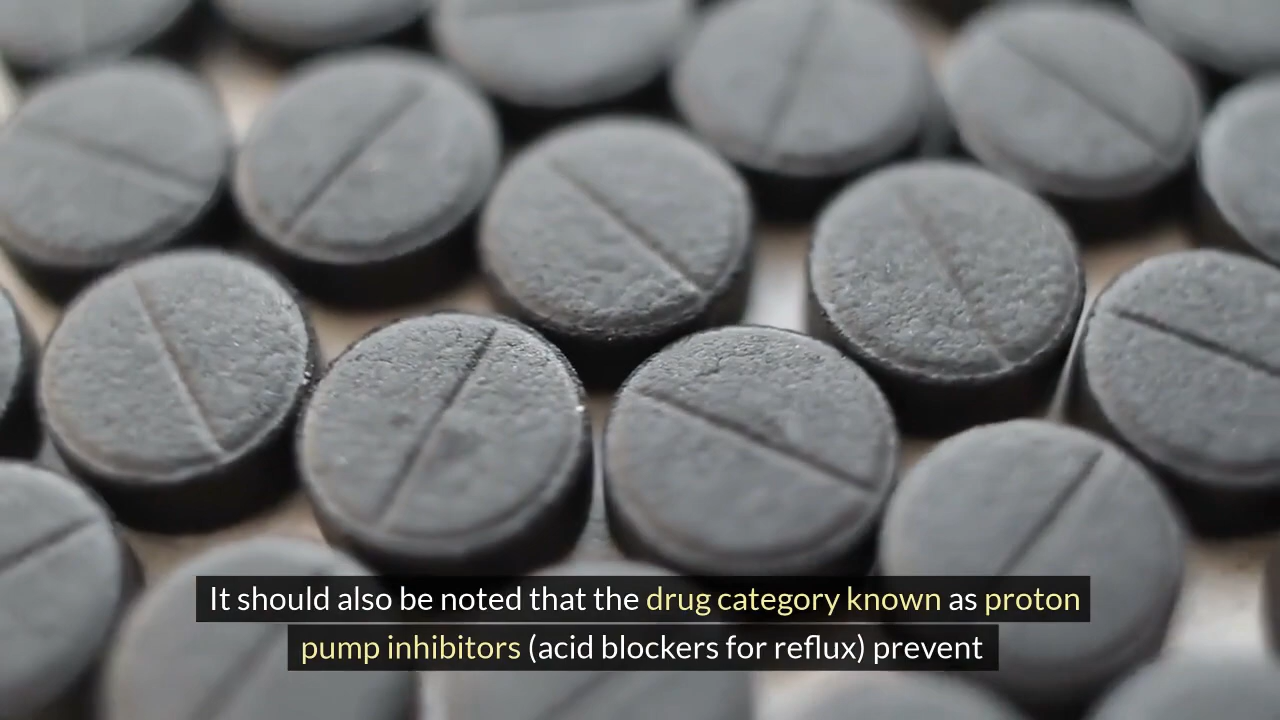 It should also be noted that the drug category known as proton
pump inhibitors (acid blockers for reflux) prevent